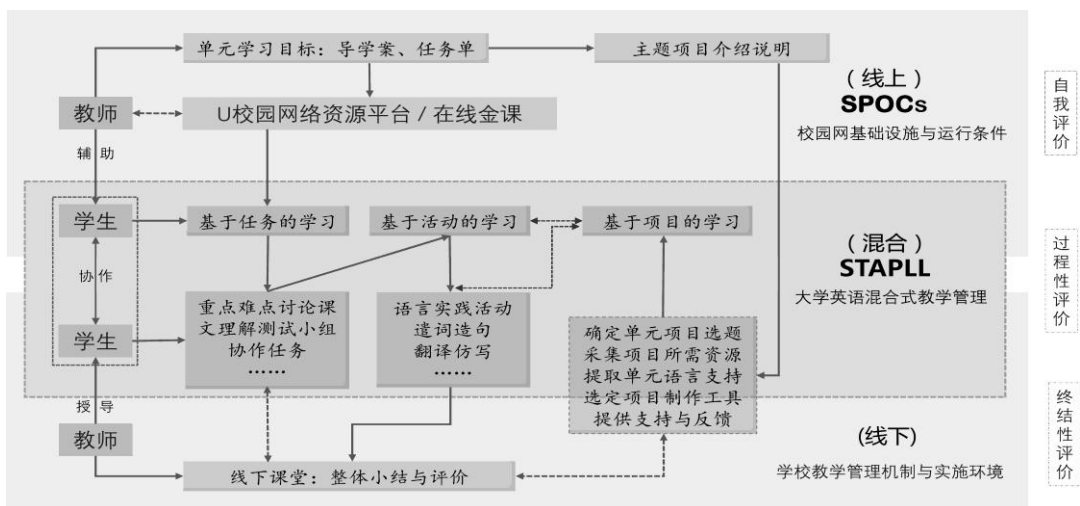 单元学习目标：导学案、任务单
主题项目介绍说明
（线上）
SPOCs
校园网基础设施与运行条件
自我评价
教师
U校园网络资源平台 / 在线金课
辅 助
学生
基于任务的学习
基于活动的学习
基于项目的学习
（混合）
STAPLL
大学英语混合式教学管理
过程性评价
协 作
学生
重点难点讨论课
文理解测试小组
协作任务
……
语言实践活动
遣词造句
翻译仿写
……
确定单元项目选题
采集项目所需资源
提取单元语言支持
选定项目制作工具
提供支持与反馈
授 导
教师
线下课堂：整体小结与评价
(线下)
学校教学管理机制与实施环境
终结性评价